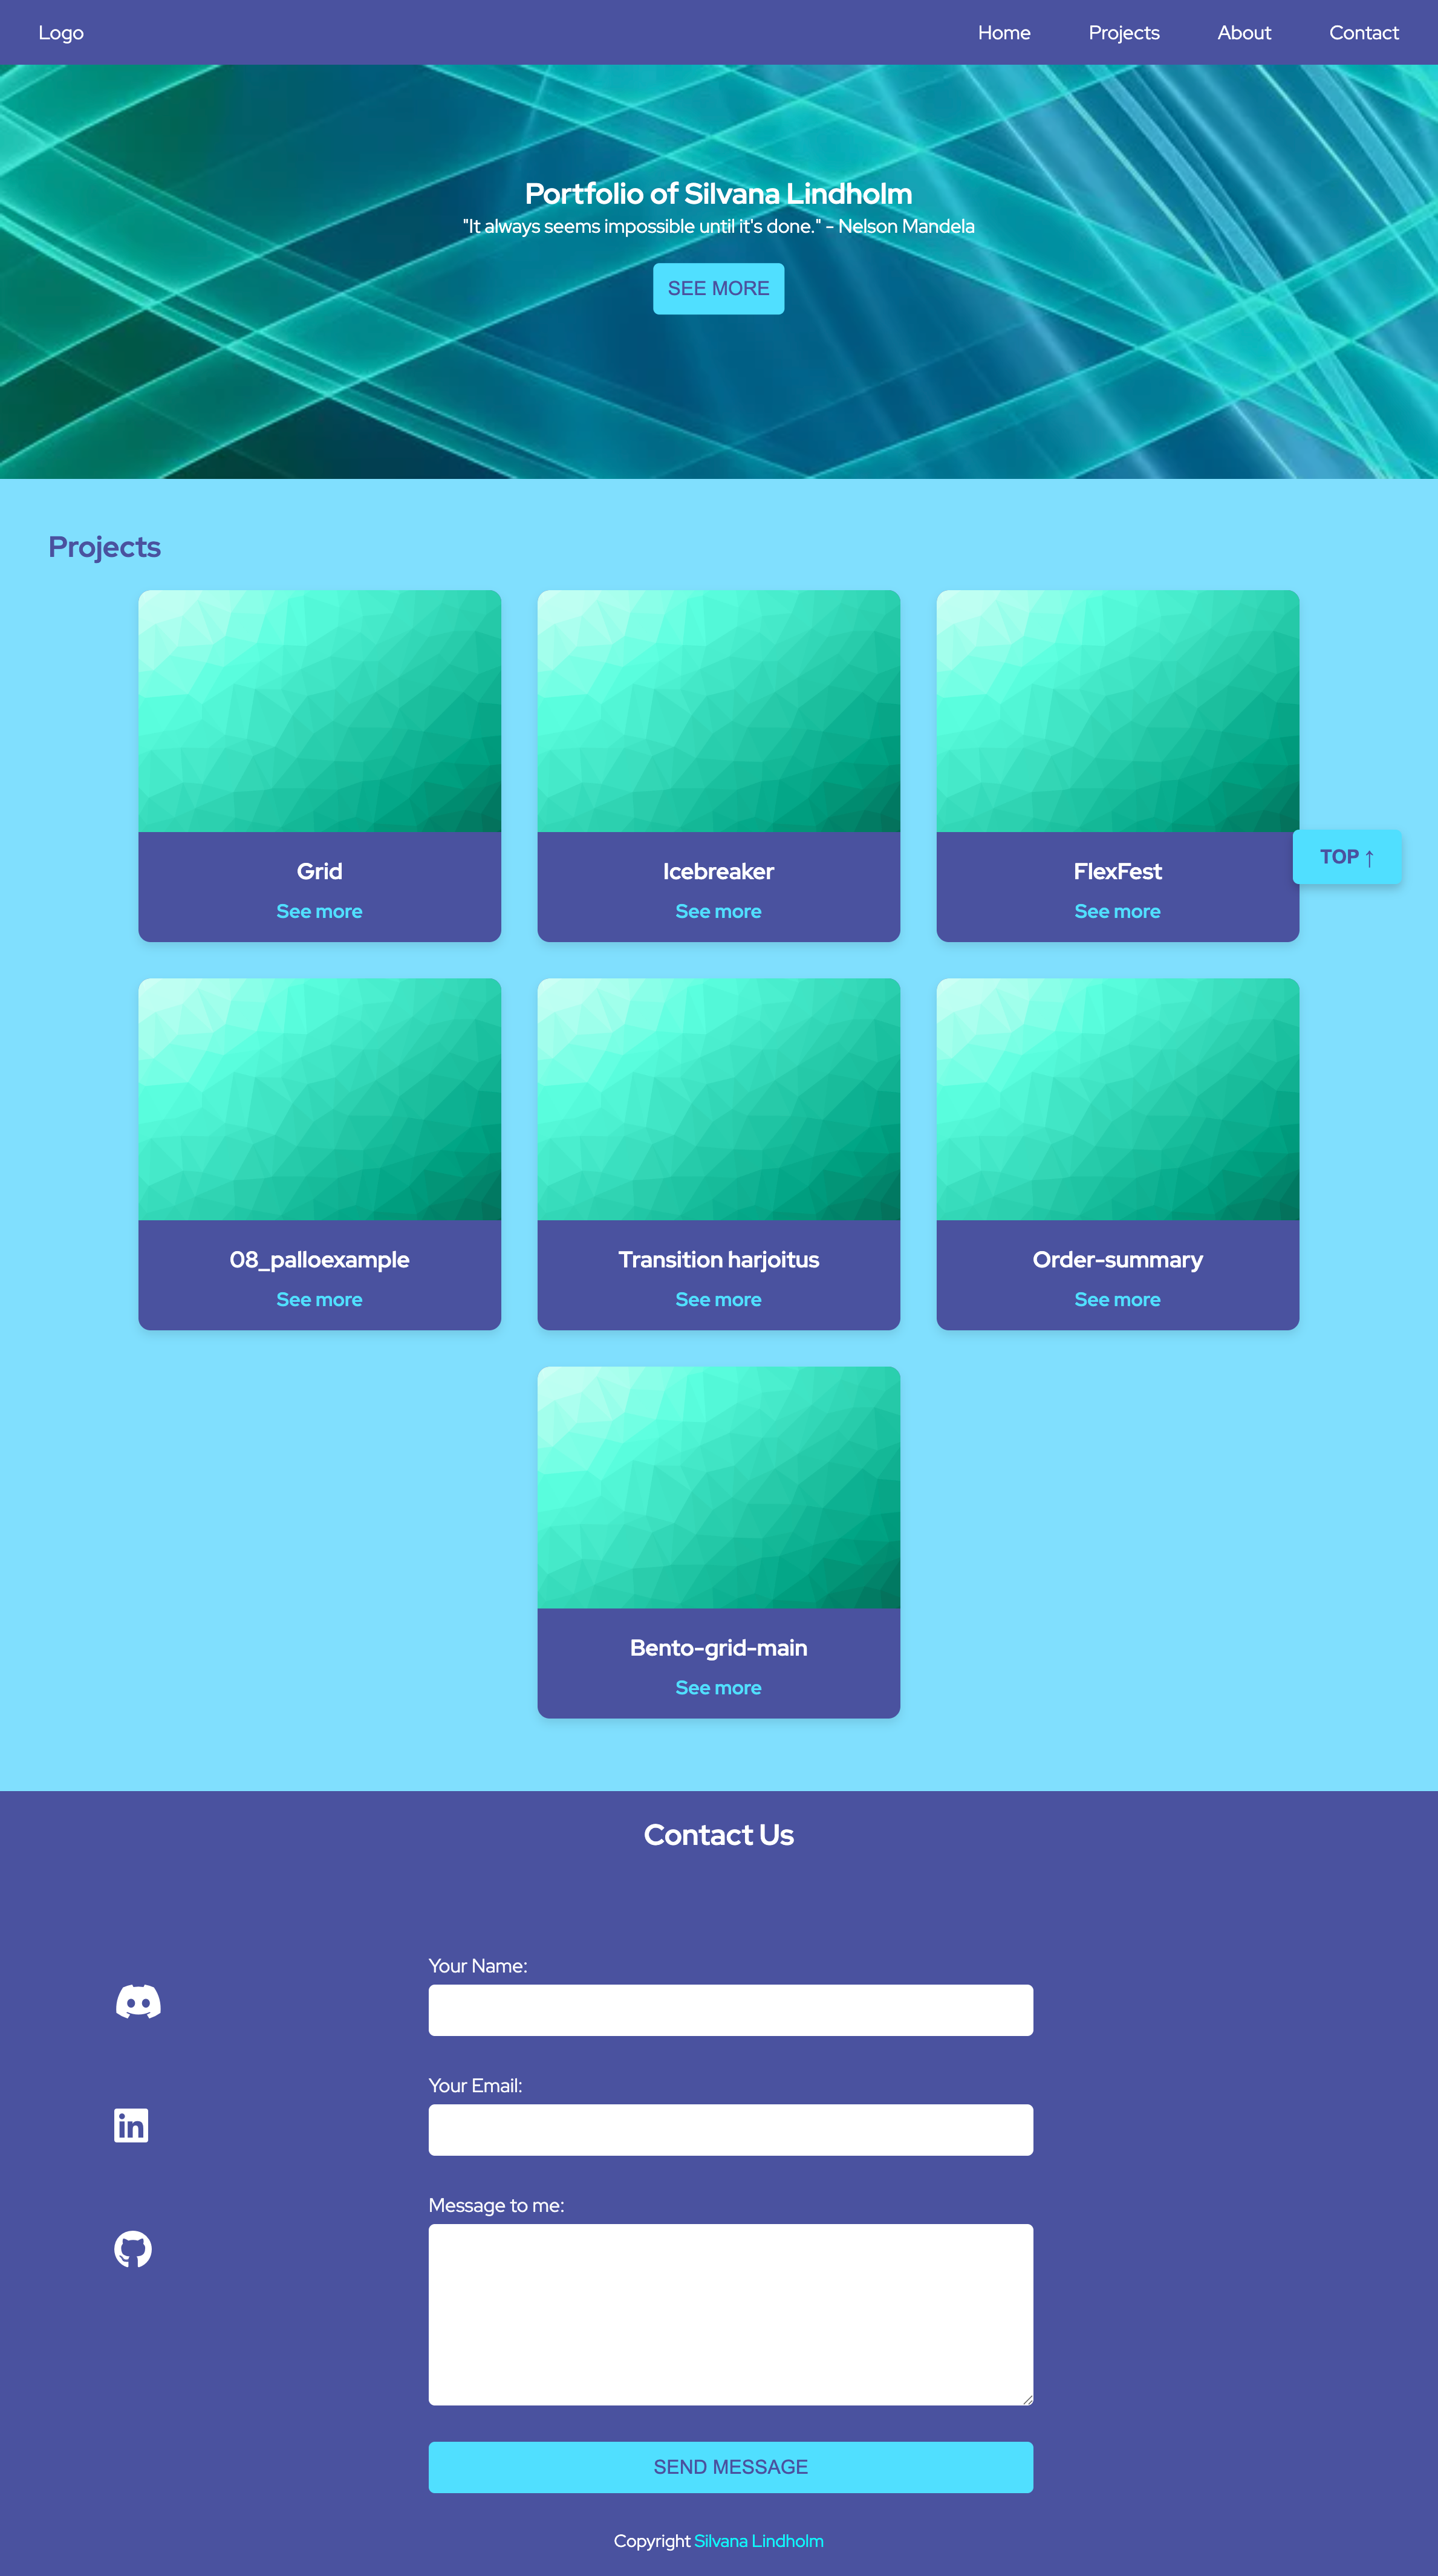 Logo
Home
Projects
About
Contact
Portfolio of Silvana Lindholm
"It always seems impossible until it's done." - Nelson Mandela
SEE MORE
Projects
Grid
See more
Icebreaker
See more
FlexFest
See more
TOP ↑
08_palloexample
See more
Transition harjoitus
See more
Order-summary
See more
Bento-grid-main
See more
Contact Us
Your Name:
Your Email:
Message to me:
SEND MESSAGE
Copyright Silvana Lindholm